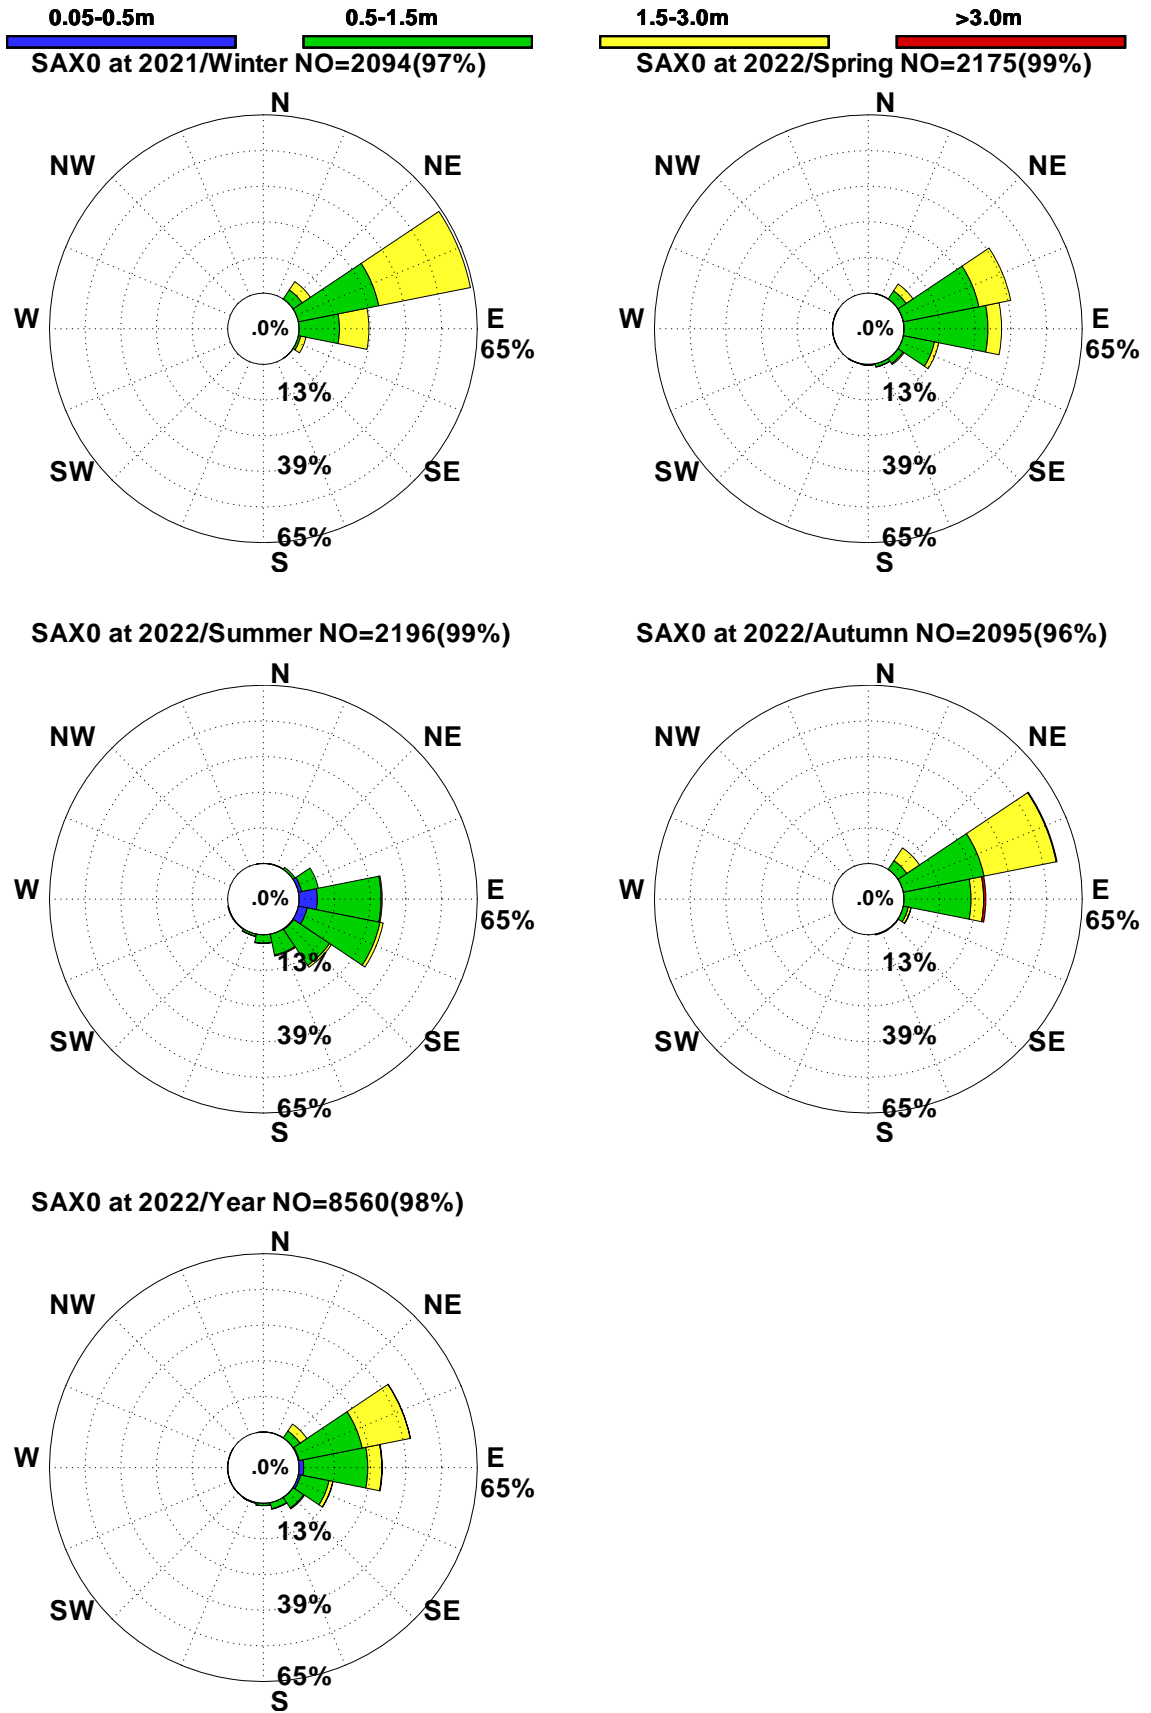 0.05-0.5m 0.5-1.5m 1.5-3.0m >3.0m
SAX0 at 2021/Winter NO=2094(97%)
N
NW NE
W .0% E
65%
13%
SW 39% SE
65%
S
SAX0 at 2022/Spring NO=2175(99%)
N
NW NE
W .0% E
65%
13%
SW 39% SE
65%
S
SAX0 at 2022/Summer NO=2196(99%)
N
NW NE
W .0% E
65%
13%
SW 39% SE
65%
S
SAX0 at 2022/Autumn NO=2095(96%)
N
NW NE
W .0% E
65%
13%
SW 39% SE
65%
S
SAX0 at 2022/Year NO=8560(98%)
N
NW NE
W .0% E
65%
13%
SW 39% SE
65%
S